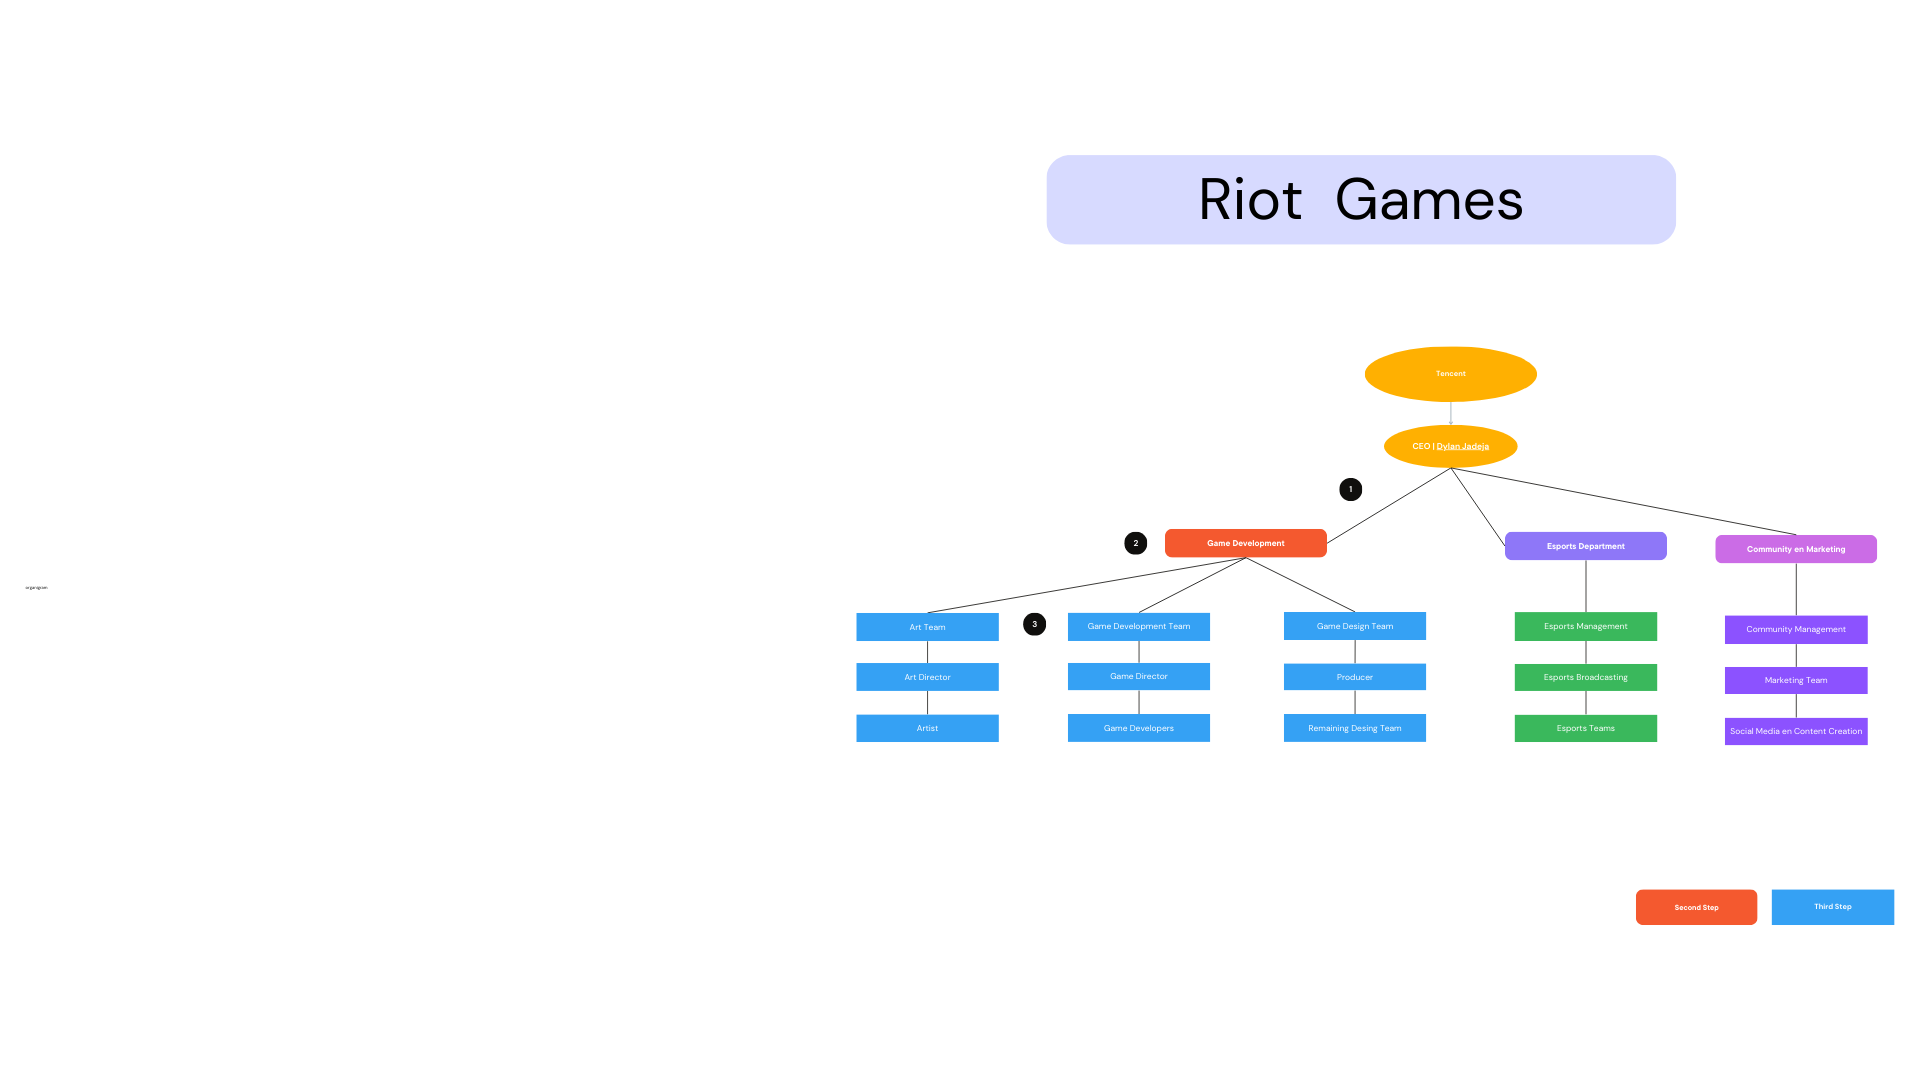 Riot Games
Tencent
CEO | Dylan Jadeja
1
2
Game Development
Esports Department
Community en Marketing
organigram
Art Team
3
Game Development Team
Game Design Team
Esports Management
Community Management
Art Director
Game Director
Producer
Esports Broadcasting
Marketing Team
Artist
Game Developers
Remaining Desing Team
Esports Teams
Social Media en Content Creation
Second Step
Third Step